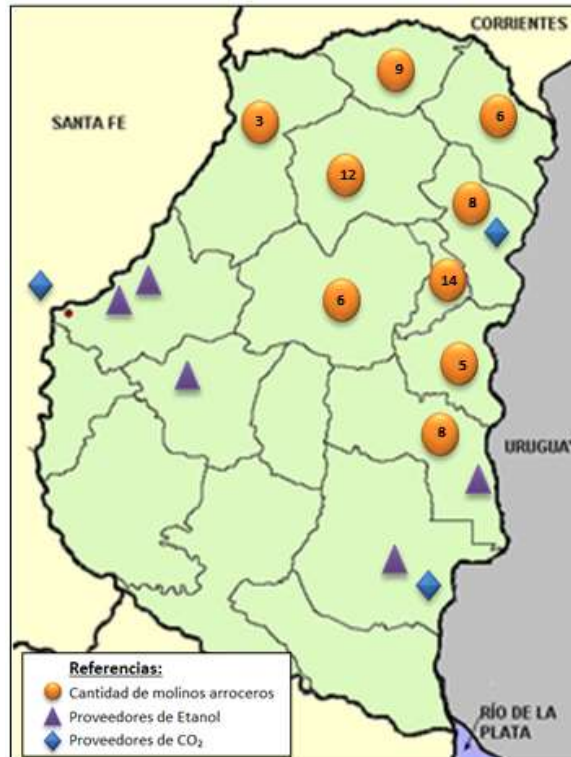 CORRIENTES
SANTA FE
9
3
6
12
8
14
6
5
8
URUGUAY
Referencias:
Cantidad de molinos arroceros
Proveedores de Etanol
Proveedores de CO₂
RÍO DE LA
PLATA